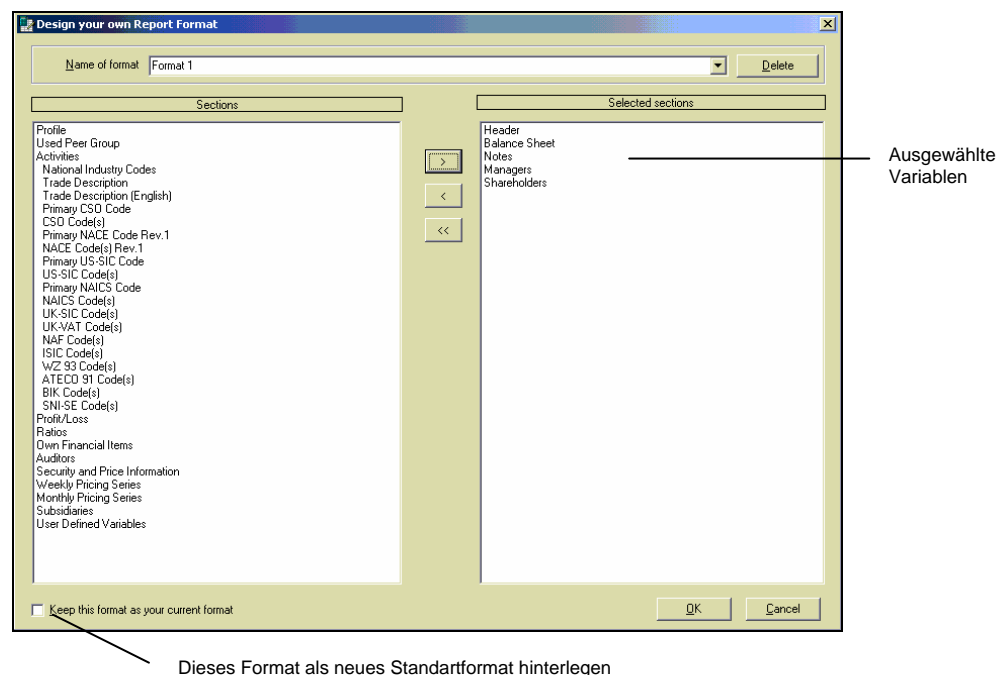 Design your own Report Format
Name of format Format 1 Delete
Sections
Profile
Used Peer Group
Activities
National Industry Codes
Trade Description
Trade Description (English)
Primary CSO Code
CSO Code(s)
Primary NACE Code Rev.1
NACE Code(s) Rev.1
Primary US-SIC Code
US-SIC Code(s)
Primary NAICS Code
NAICS Code(s)
UK-SIC Code(s)
UK-VAT Code(s)
NAF Code(s)
ISIC Code(s)
WZ 93 Code(s)
ATECO 91 Code(s)
BIK Code(s)
SNI-SE Code(s)
Profit/Loss
Ratios
Own Financial Items
Auditors
Security and Price Information
Weekly Pricing Series
Monthly Pricing Series
Subsidiaries
User Defined Variables
>
<
<<
Selected sections
Header
Balance Sheet
Notes
Managers
Shareholders
Ausgewählte
Variablen
Keep this format as your current format
OK Cancel
Dieses Format als neues Standartformat hinterlegen